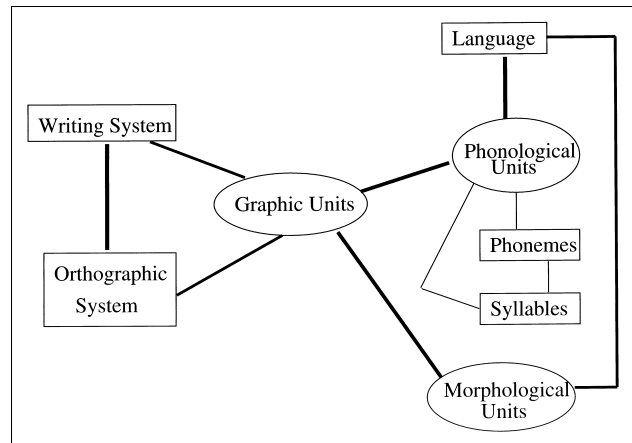 Language
Writing System
Phonological
Units
Graphic Units
Phonemes
Orthographic
System
Syllables
Morphological
Units